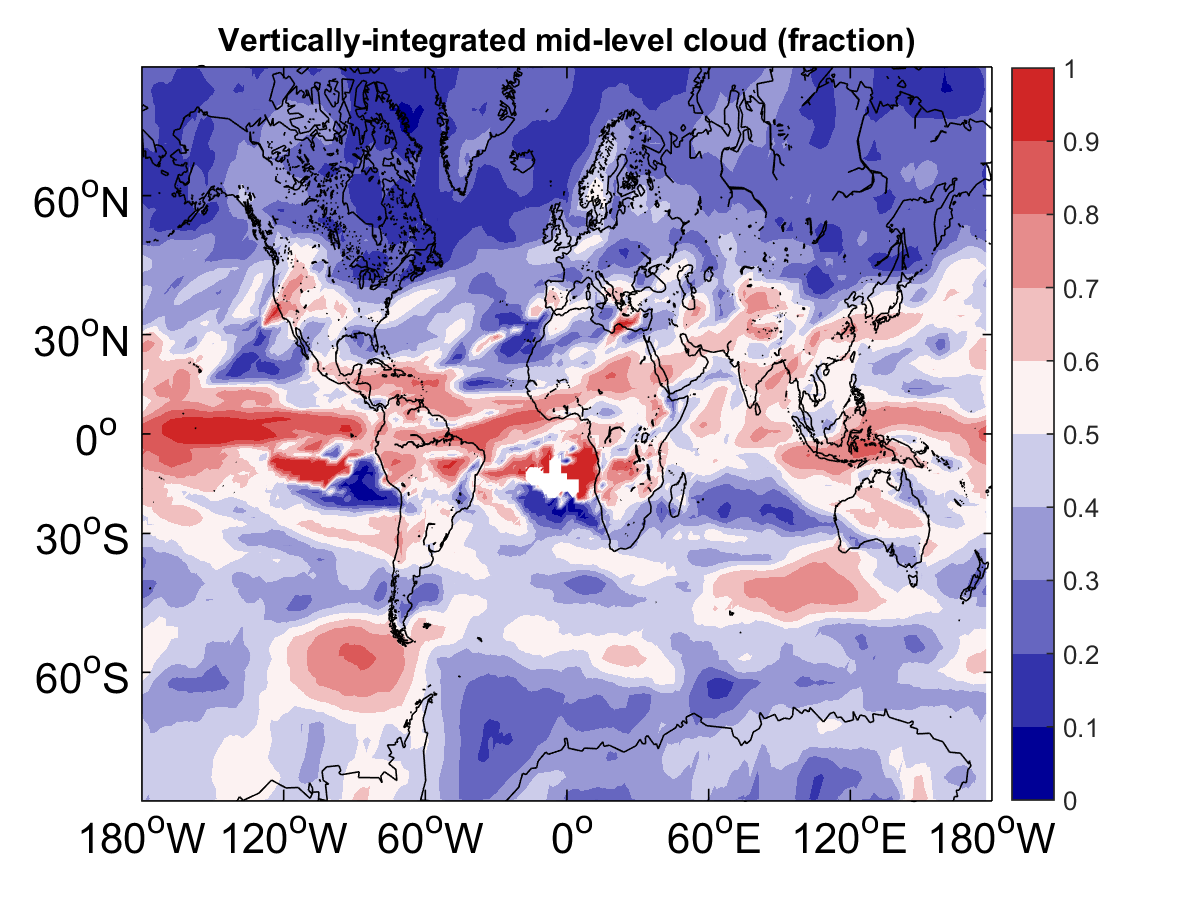 Vertically-integrated mid-level cloud (fraction)
60°N
30°N
0°
30°S
60°S
180°W 120°W 60°W 0° 60°E 120°E 180°W
1
0.9
0.8
0.7
0.6
0.5
0.4
0.3
0.2
0.1
0